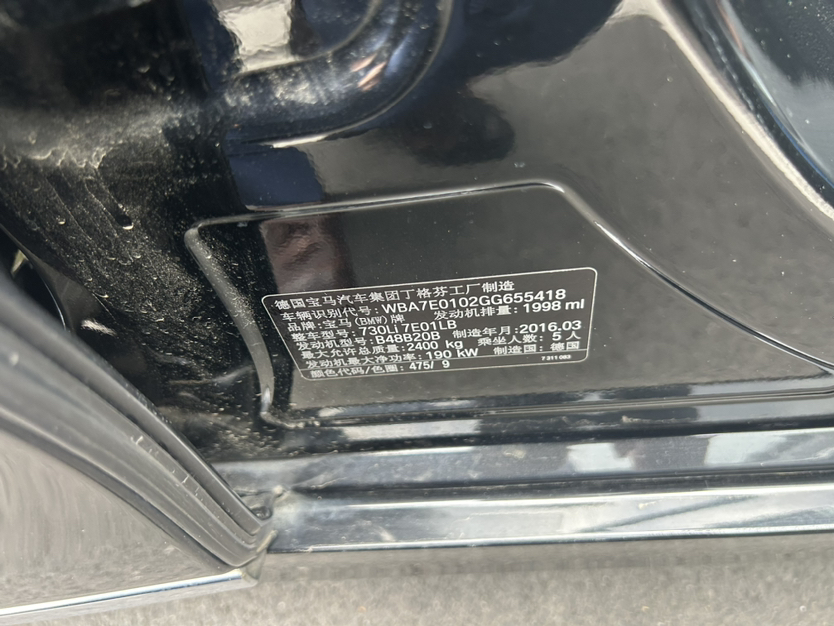 德国宝马汽车集团丁格芬工厂制造
车辆识别代号: WBA7E0102GG655418
品牌: 宝马(BMW)牌 发动机排量: 1998 ml
整车型号: 730Li 7E01LB 制造年月: 2016.03
发动机型号: B48B20B 乘坐人数: 5 人
最大允许总质量: 2400 kg 制造国: 德国
发动机最大净功率: 190 kW 7 311 063
颜色代码/色圈: 475/ 9